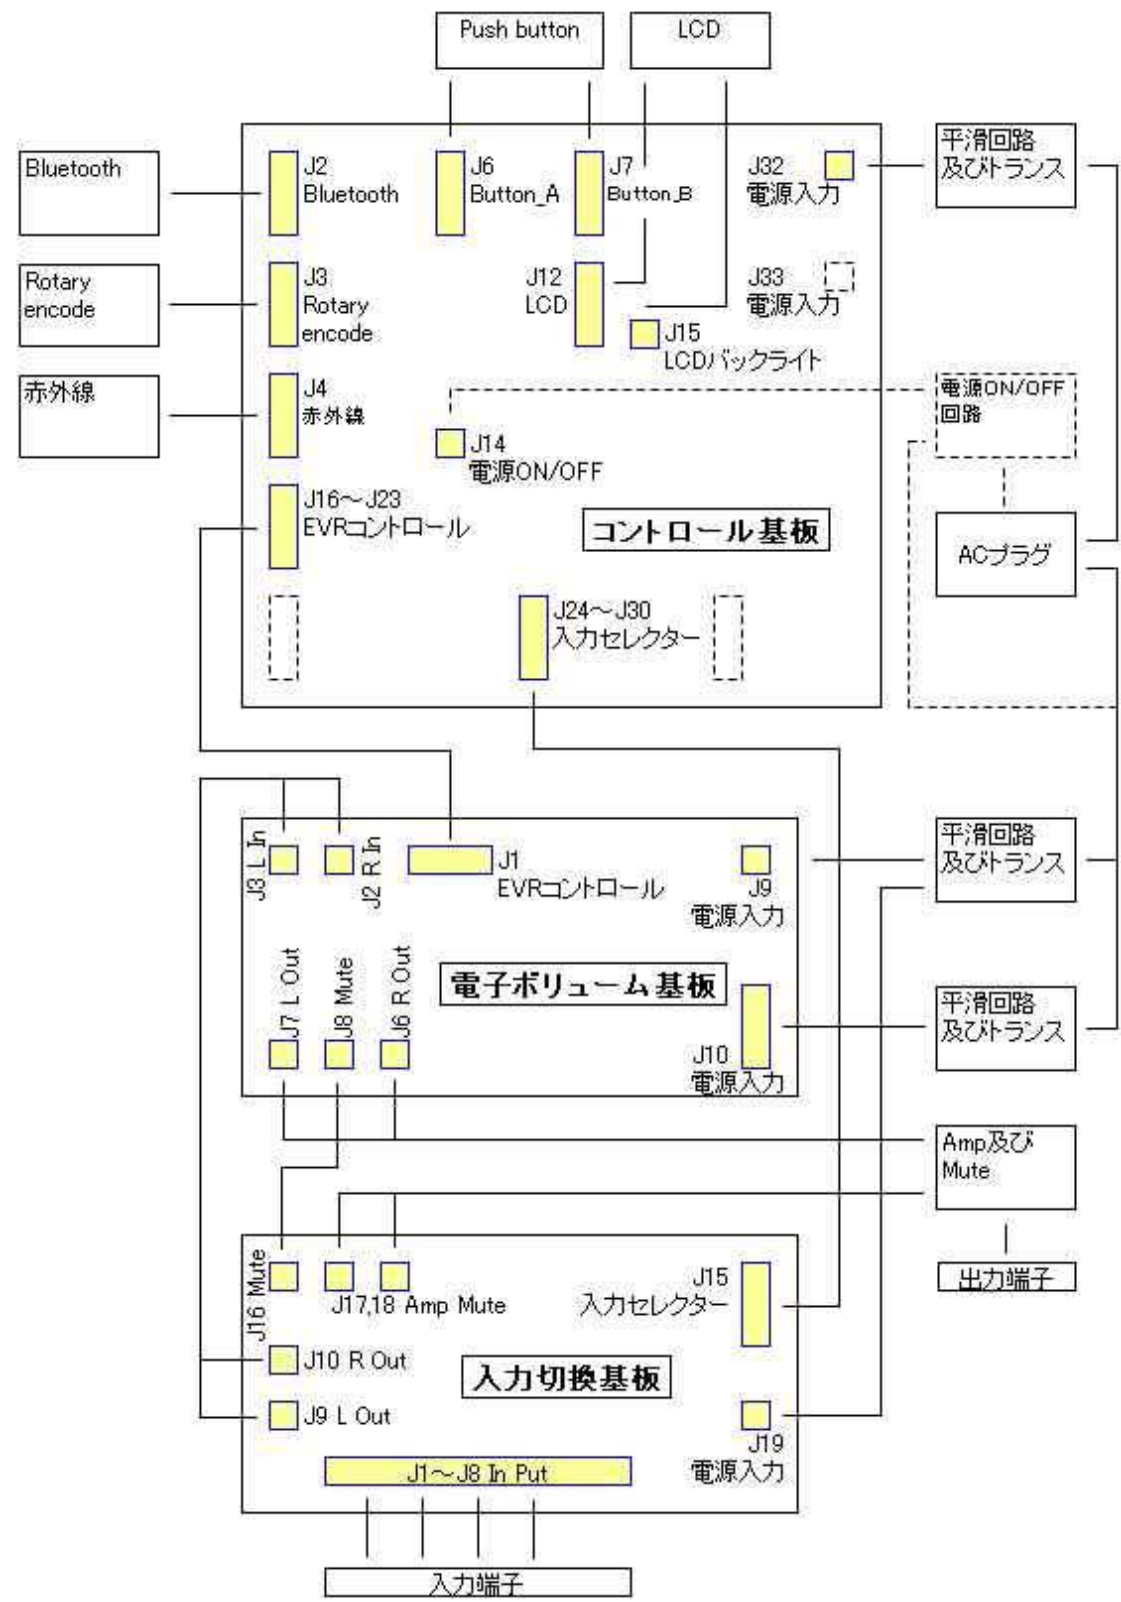 Push button
LCD
Bluetooth
J2
Bluetooth
J6
Button_A
J7
Button_B
J32
電源入力
平滑回路
及びトランス
Rotary
encode
J3
Rotary
encode
J12
LCD
J33
電源入力
J15
LCDバックライト
赤外線
J4
赤外線
J14
電源ON/OFF
電源ON/OFF
回路
J16～J23
EVRコントロール
コントロール基板
ACプラグ
J24～J30
入力セレクター
J3 L In
J2 R In
J1
EVRコントロール
J9
電源入力
平滑回路
及びトランス
J7 L Out
J8 Mute
J6 R Out
電子ボリューム基板
J10
電源入力
平滑回路
及びトランス
Amp及び
Mute
J16 Mute
J17,18 Amp Mute
J15
入力セレクター
出力端子
J10 R Out
入力切換基板
J9 L Out
J19
電源入力
J1～J8 In Put
入力端子